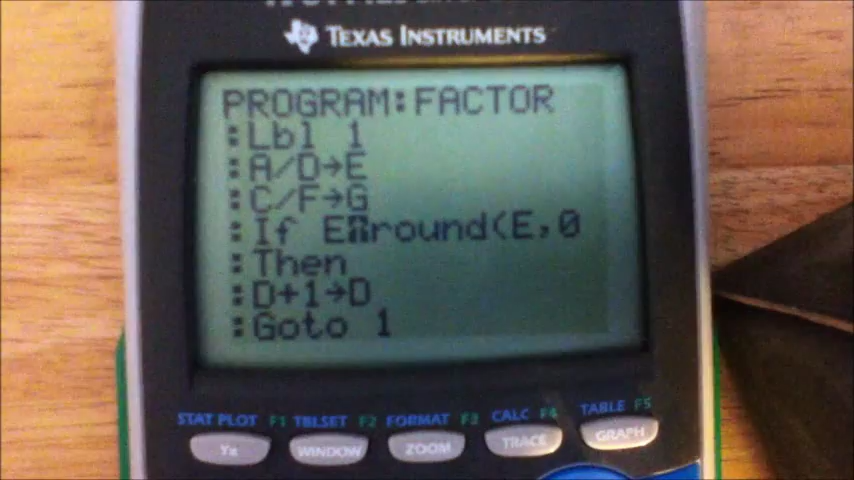 TEXAS INSTRUMENTS
PROGRAM:FACTOR
:Lbl 1
:A/D→E
:C/F→G
:If E round(E,0
:Then
:D+1→D
:Goto 1
STAT PLOT F1 TBLSET F2 FORMAT F3 CALC F4 TABLE F5
Y= WINDOW ZOOM TRACE GRAPH